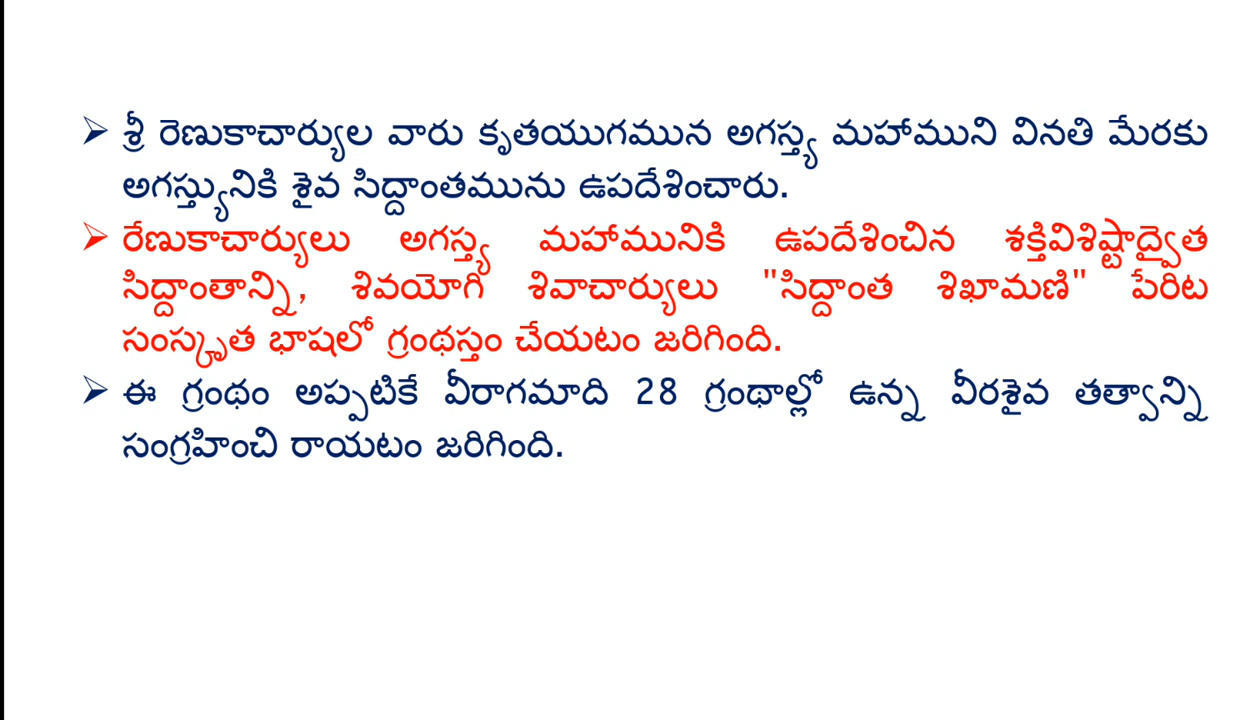 ➢ శ్రీ రెణుకాచార్యుల వారు కృతయుగమున అగస్త్య మహాముని వినతి మేరకు
అగస్త్యునికి శైవ సిద్దాంతమును ఉపదేశించారు.
➢ రేణుకాచార్యులు అగస్త్య మహామునికి ఉపదేశించిన శక్తివిశిష్టాద్వైత
సిద్దాంతాన్ని, శివయోగి శివాచార్యులు "సిద్దాంత శిఖామణి" పేరిట
సంస్కృత భాషలో గ్రంథస్తం చేయటం జరిగింది.
➢ ఈ గ్రంథం అప్పటికే వీరాగమాది 28 గ్రంథాల్లో ఉన్న వీరశైవ తత్వాన్ని
సంగ్రహించి రాయటం జరిగింది.